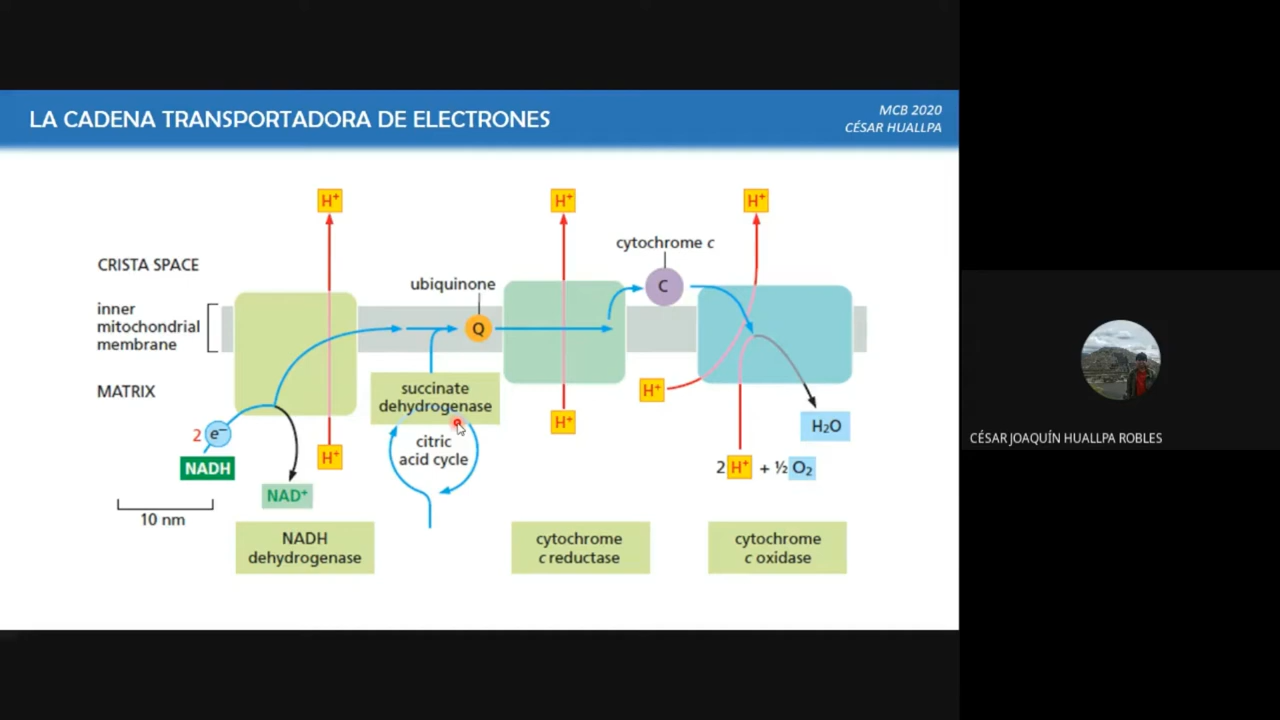 LA CADENA TRANSPORTADORA DE ELECTRONES
MCB 2020
CÉSAR HUALLPA
H⁺
H⁺
H⁺
cytochrome c
CRISTA SPACE
ubiquinone
C
inner
mitochondrial
membrane
Q
MATRIX
succinate
dehydrogenase
H⁺
H⁺
H₂O
2 e⁻
citric
acid cycle
H⁺
NADH
2 H⁺ + ½ O₂
NAD⁺
10 nm
NADH
dehydrogenase
cytochrome
c reductase
cytochrome
c oxidase
CÉSAR JOAQUÍN HUALLPA ROBLES